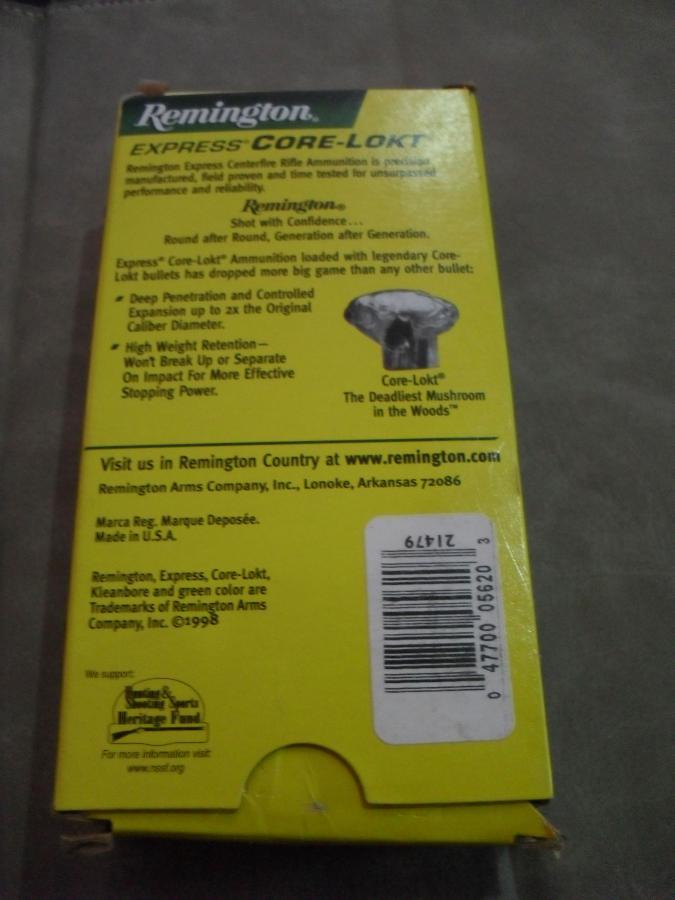 Remington®
EXPRESS® CORE-LOKT
Remington Express Centerfire Rifle Ammunition is precision
manufactured, field proven and time tested for unsurpassed
performance and reliability.
Remington®
Shot with Confidence...
Round after Round, Generation after Generation.
Express® Core-Lokt® Ammunition loaded with legendary Core-
Lokt bullets has dropped more big game than any other bullet:
Deep Penetration and Controlled
Expansion up to 2x the Original
Caliber Diameter.
High Weight Retention—
Won't Break Up or Separate
On Impact For More Effective
Stopping Power.
Core-Lokt®
The Deadliest Mushroom
in the Woods™
Visit us in Remington Country at www.remington.com
Remington Arms Company, Inc., Lonoke, Arkansas 72086
Marca Reg. Marque Deposée.
Made in U.S.A.
Remington, Express, Core-Lokt,
Kleanbore and green color are
Trademarks of Remington Arms
Company, Inc. ©1998
21479
0 47700 05620 3
We support:
Hunting &
Shooting Sports
Heritage Fund
For more information visit:
www.nssf.org